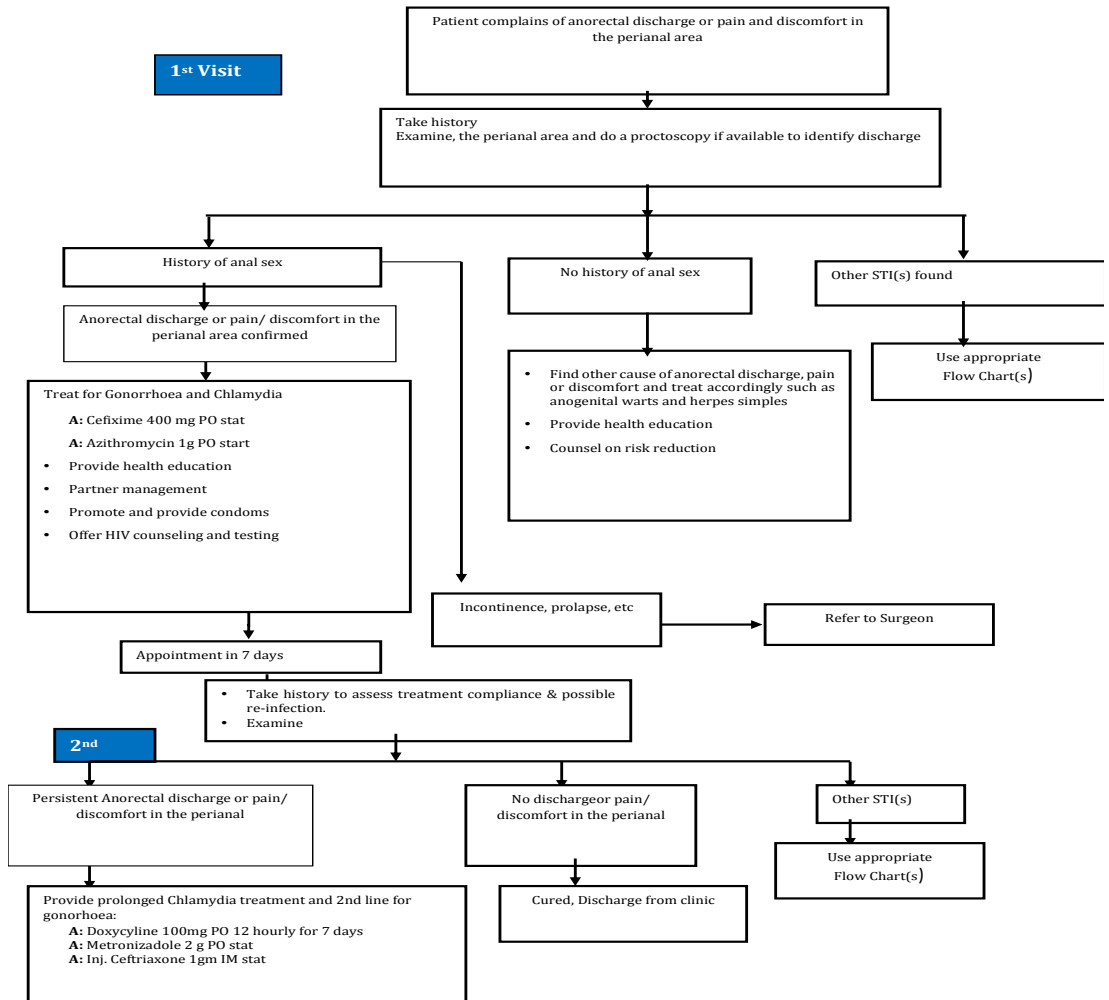 Patient complains of anorectal discharge or pain and discomfort in
the perianal area
1st Visit
Take history
Examine, the perianal area and do a proctoscopy if available to identify discharge
History of anal sex
No history of anal sex
Other STI(s) found
Anorectal discharge or pain/ discomfort in the
perianal area confirmed
Use appropriate
Flow Chart(s)
Treat for Gonorrhoea and Chlamydia
A: Cefixime 400 mg PO stat
A: Azithromycin 1g PO start
• Provide health education
• Partner management
• Promote and provide condoms
• Offer HIV counseling and testing
• Find other cause of anorectal discharge, pain
or discomfort and treat accordingly such as
anogenital warts and herpes simples
• Provide health education
• Counsel on risk reduction
Incontinence, prolapse, etc
Refer to Surgeon
Appointment in 7 days
• Take history to assess treatment compliance & possible
re-infection.
• Examine
2nd
Persistent Anorectal discharge or pain/
discomfort in the perianal
No dischargeor pain/
discomfort in the perianal
Other STI(s)
Use appropriate
Flow Chart(s)
Provide prolonged Chlamydia treatment and 2nd line for
gonorhoea:
A: Doxycyline 100mg PO 12 hourly for 7 days
A: Metronizadole 2 g PO stat
A: Inj. Ceftriaxone 1gm IM stat
Cured, Discharge from clinic